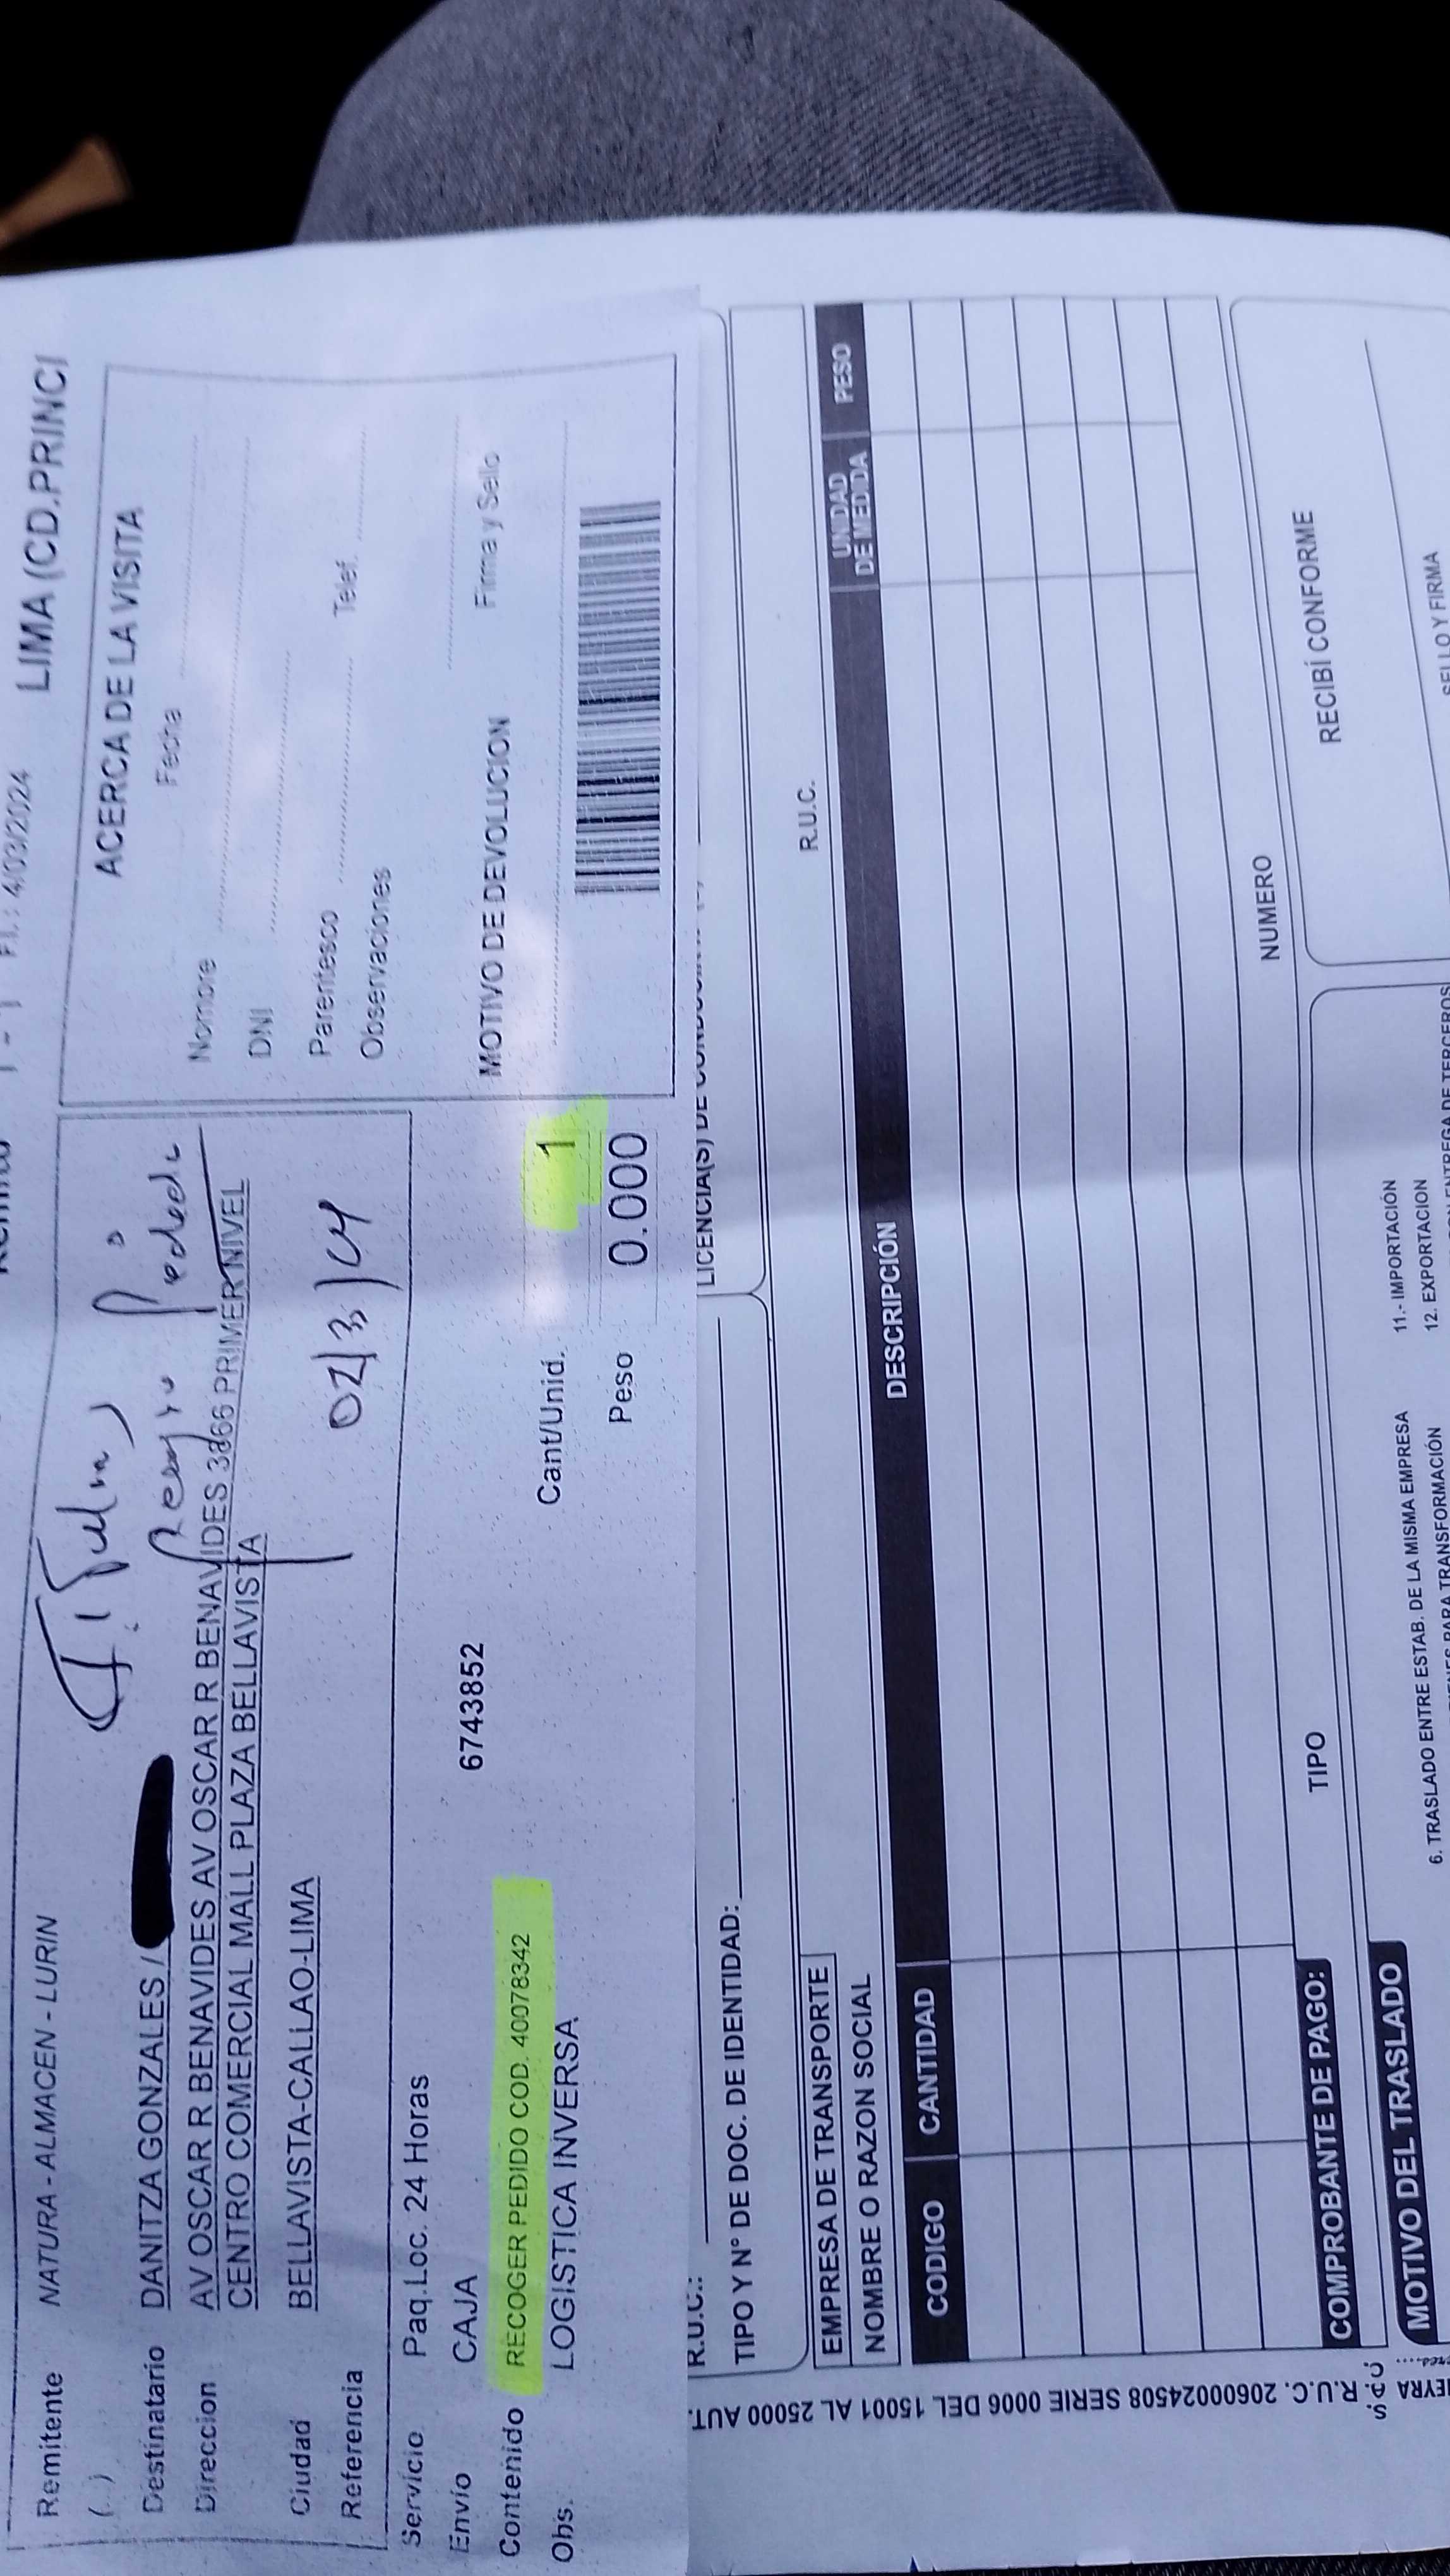 F.I.: 4/03/2024 LIMA (CD.PRINCI
Remitente NATURA - ALMACEN - LURIN
(...)
Destinatario DANITZA GONZALES /
Direccion AV OSCAR R BENAVIDES AV OSCAR R BENAVIDES 3866 PRIMER NIVEL
CENTRO COMERCIAL MALL PLAZA BELLAVISTA
Ciudad BELLAVISTA-CALLAO-LIMA
Referencia
ACERCA DE LA VISITA
Fecha
Nombre
DNI
Parentesco Telef.
Observaciones
Firma y Sello
MOTIVO DE DEVOLUCION
Servicio Paq.Loc. 24 Horas
Envio CAJA 6743852
Contenido RECOGER PEDIDO COD. 40078342 Cant/Unid. 1
Obs. LOGISTICA INVERSA
Peso 0.000
R.U.C.:
TIPO Y N° DE DOC. DE IDENTIDAD:
EMPRESA DE TRANSPORTE
NOMBRE O RAZON SOCIAL R.U.C.
CODIGO CANTIDAD DESCRIPCIÓN UNIDAD DE MEDIDA PESO
COMPROBANTE DE PAGO: TIPO NUMERO
MOTIVO DEL TRASLADO
RECIBÍ CONFORME
SELLO Y FIRMA
6. TRASLADO ENTRE ESTAB. DE LA MISMA EMPRESA
11.- IMPORTACIÓN
12. EXPORTACION
R.U.C. 20600024508 SERIE 0006 DEL 15001 AL 25000 AUT.